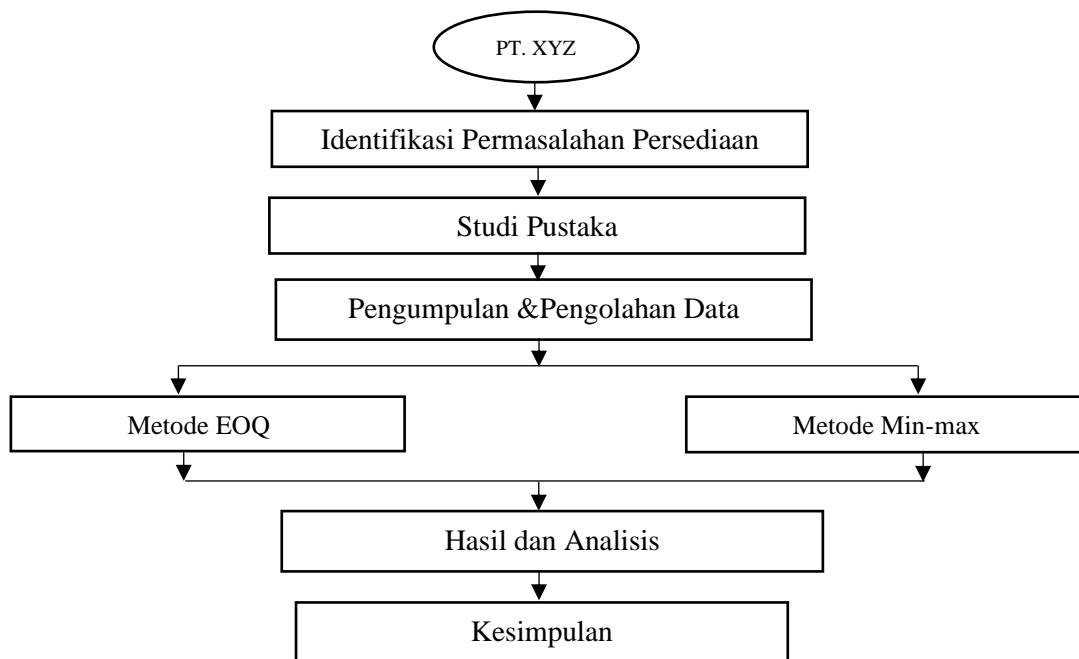 PT. XYZ
Identifikasi Permasalahan Persediaan
Studi Pustaka
Pengumpulan &Pengolahan Data
Metode EOQ
Metode Min-max
Hasil dan Analisis
Kesimpulan